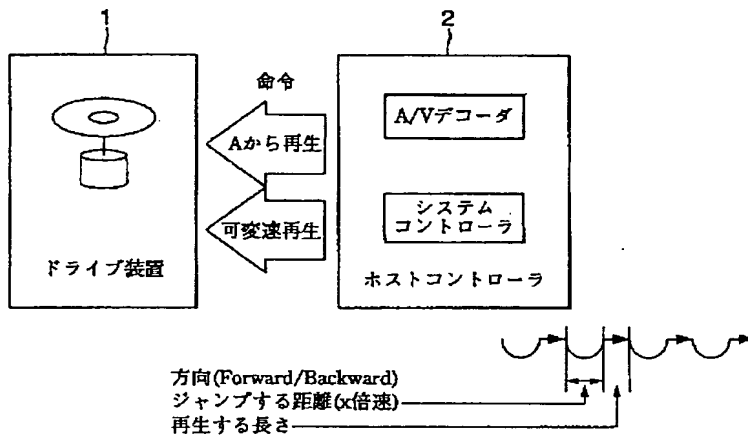 1
2
命令
Aから再生
可変速再生
ドライブ装置
A/Vデコーダ
システム
コントローラ
ホストコントローラ
方向(Forward/Backward)
ジャンプする距離(x倍速)
再生する長さ